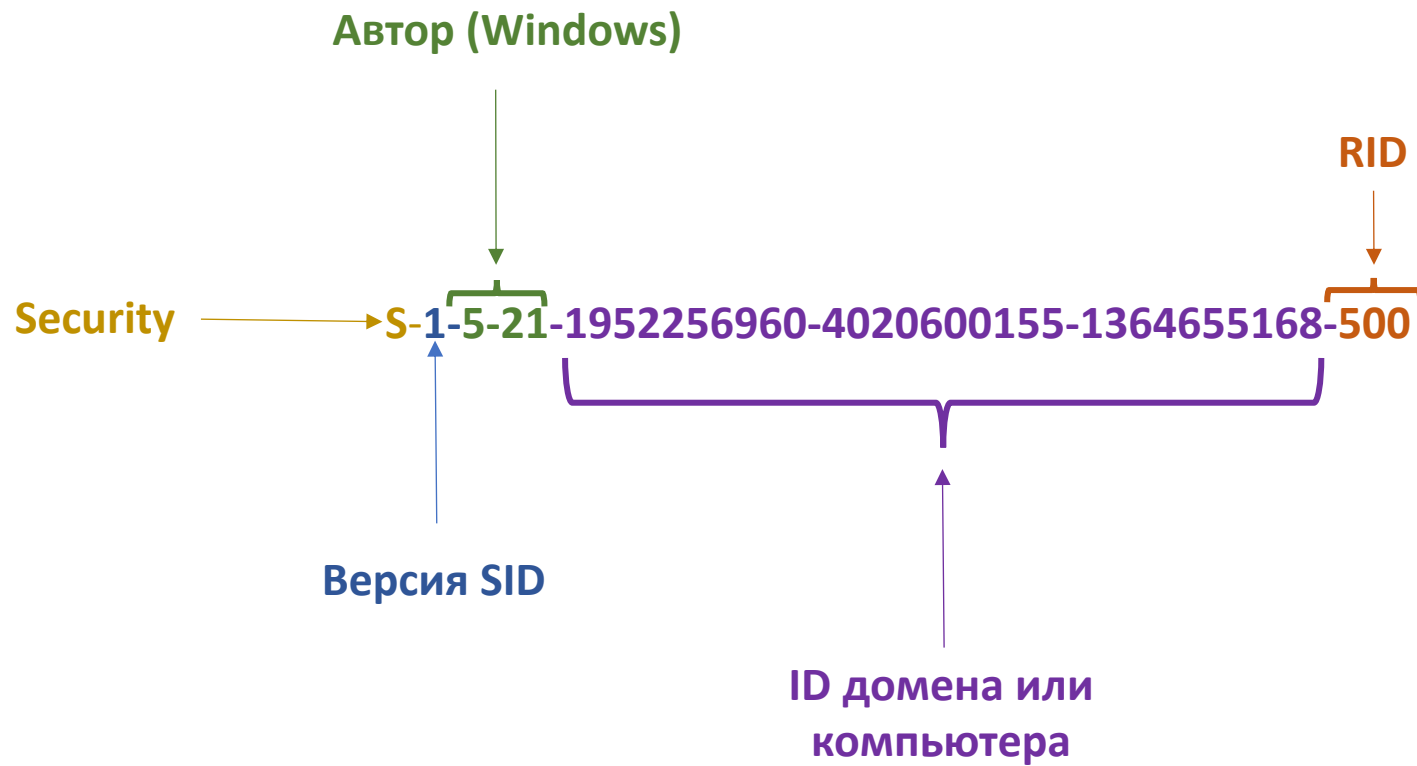 Автор (Windows)
RID
Security
S-1-5-21-1952256960-4020600155-1364655168-500
Версия SID
ID домена или
компьютера